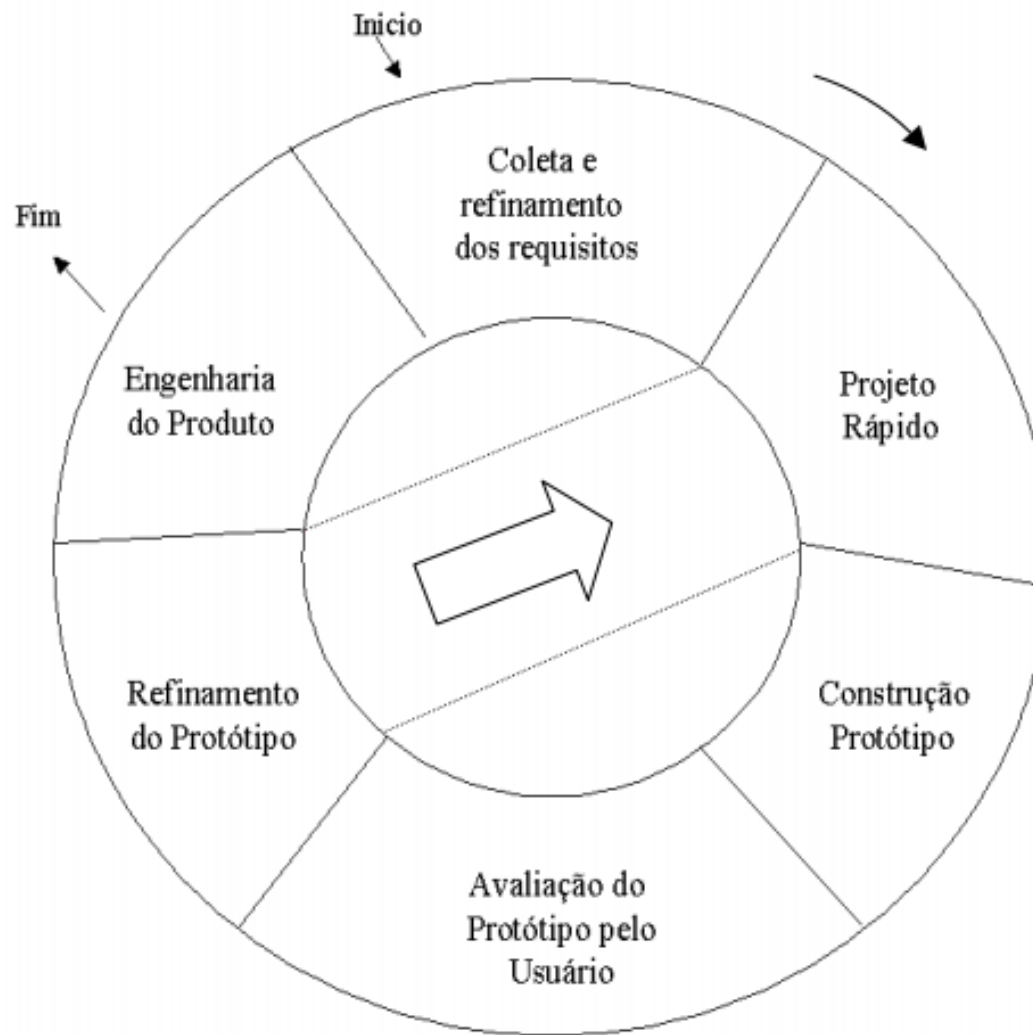 Inicio
Coleta e
refinamento
dos requisitos
Projeto
Rápido
Construção
Protótipo
Avaliação do
Protótipo pelo
Usuário
Refinamento
do Protótipo
Engenharia
do Produto
Fim